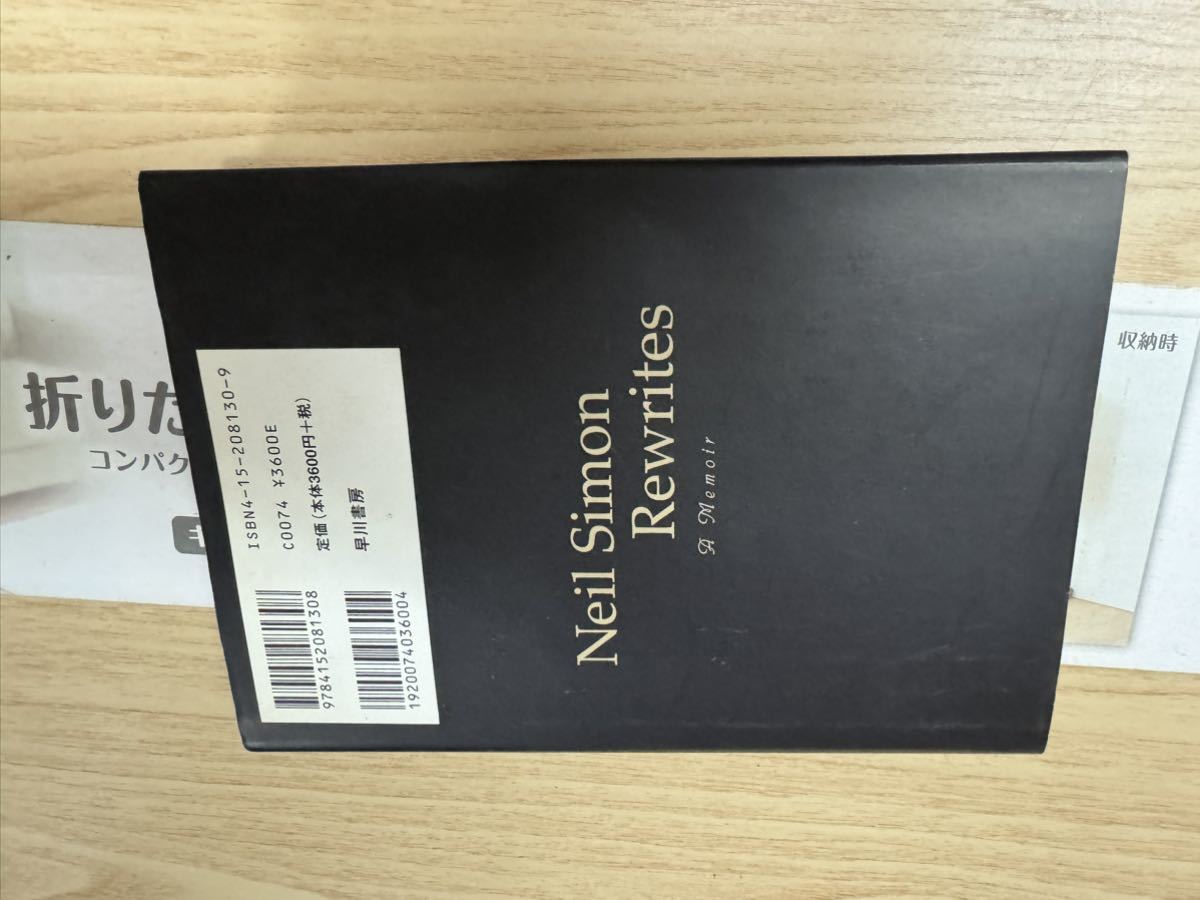 Neil Simon
Rewrites
A Memoir
ISBN4-15-208130-9
C0074 ¥3600E
定価(本体3600円+税)
早川書房
9784152081308
1920074036004
折りた
コンパク
収納時